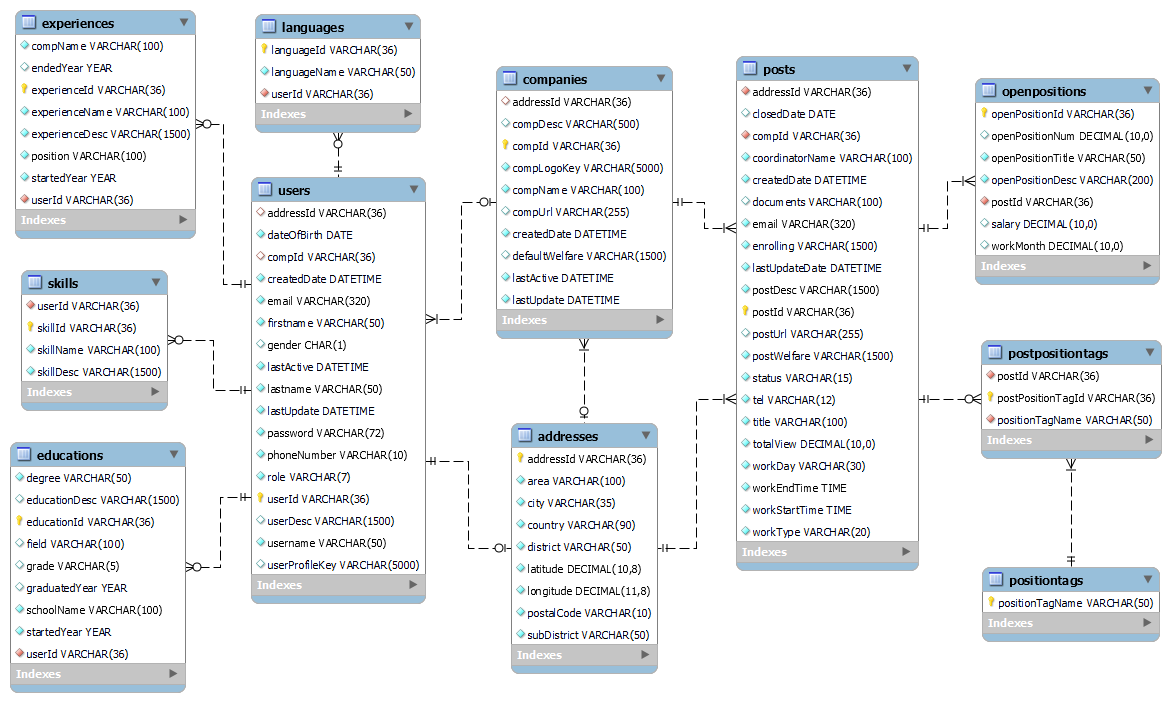 experiences
compName VARCHAR(100)
endedYear YEAR
experienceId VARCHAR(36)
experienceName VARCHAR(100)
experienceDesc VARCHAR(1500)
position VARCHAR(100)
startedYear YEAR
userId VARCHAR(36)
Indexes
skills
userId VARCHAR(36)
skillId VARCHAR(36)
skillName VARCHAR(100)
skillDesc VARCHAR(1500)
Indexes
educations
degree VARCHAR(50)
educationDesc VARCHAR(1500)
educationId VARCHAR(36)
field VARCHAR(100)
grade VARCHAR(5)
graduatedYear YEAR
schoolName VARCHAR(100)
startedYear YEAR
userId VARCHAR(36)
Indexes
languages
languageId VARCHAR(36)
languageName VARCHAR(50)
userId VARCHAR(36)
Indexes
users
addressId VARCHAR(36)
dateOfBirth DATE
compId VARCHAR(36)
createdDate DATETIME
email VARCHAR(320)
firstname VARCHAR(50)
gender CHAR(1)
lastActive DATETIME
lastname VARCHAR(50)
lastUpdate DATETIME
password VARCHAR(72)
phoneNumber VARCHAR(10)
role VARCHAR(7)
userId VARCHAR(36)
userDesc VARCHAR(1500)
username VARCHAR(50)
userProfileKey VARCHAR(5000)
Indexes
companies
addressId VARCHAR(36)
compDesc VARCHAR(500)
compId VARCHAR(36)
compLogoKey VARCHAR(5000)
compName VARCHAR(100)
compUrl VARCHAR(255)
createdDate DATETIME
defaultWelfare VARCHAR(1500)
lastActive DATETIME
lastUpdate DATETIME
Indexes
addresses
addressId VARCHAR(36)
area VARCHAR(100)
city VARCHAR(35)
country VARCHAR(90)
district VARCHAR(50)
latitude DECIMAL(10,8)
longitude DECIMAL(11,8)
postalCode VARCHAR(10)
subDistrict VARCHAR(50)
Indexes
posts
addressId VARCHAR(36)
closedDate DATE
compId VARCHAR(36)
coordinatorName VARCHAR(100)
createdDate DATETIME
documents VARCHAR(100)
email VARCHAR(320)
enrolling VARCHAR(1500)
lastUpdateDate DATETIME
postDesc VARCHAR(1500)
postId VARCHAR(36)
postUrl VARCHAR(255)
postWelfare VARCHAR(1500)
status VARCHAR(15)
tel VARCHAR(12)
title VARCHAR(100)
totalView DECIMAL(10,0)
workDay VARCHAR(30)
workEndTime TIME
workStartTime TIME
workType VARCHAR(20)
Indexes
openpositions
openPositionId VARCHAR(36)
openPositionNum DECIMAL(10,0)
openPositionTitle VARCHAR(50)
openPositionDesc VARCHAR(200)
postId VARCHAR(36)
salary DECIMAL(10,0)
workMonth DECIMAL(10,0)
Indexes
postpositiontags
postId VARCHAR(36)
postPositionTagId VARCHAR(36)
positionTagName VARCHAR(50)
Indexes
positiontags
positionTagName VARCHAR(50)
Indexes